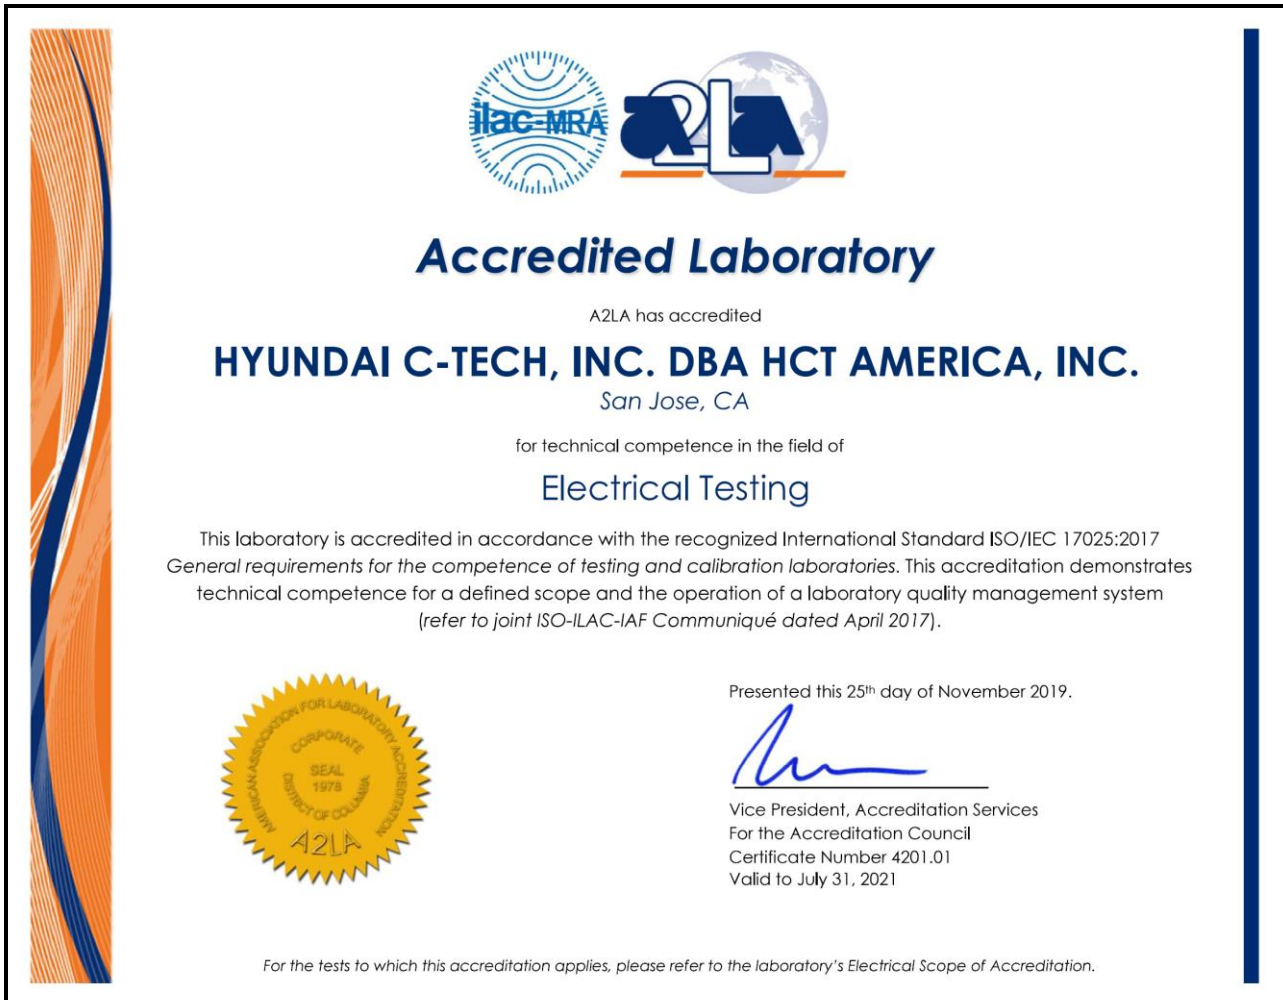 ilac-MRA
A2LA
Accredited Laboratory
A2LA has accredited
HYUNDAI C-TECH, INC. DBA HCT AMERICA, INC.
San Jose, CA
for technical competence in the field of
Electrical Testing
This laboratory is accredited in accordance with the recognized International Standard ISO/IEC 17025:2017
General requirements for the competence of testing and calibration laboratories. This accreditation demonstrates
technical competence for a defined scope and the operation of a laboratory quality management system
(refer to joint ISO-ILAC-IAF Communiqué dated April 2017).
AMERICAN ASSOCIATION FOR LABORATORY ACCREDITATION
CORPORATE
SEAL
1978
DISTRICT OF COLUMBIA
A2LA
Presented this 25th day of November 2019.
Vice President, Accreditation Services
For the Accreditation Council
Certificate Number 4201.01
Valid to July 31, 2021
For the tests to which this accreditation applies, please refer to the laboratory's Electrical Scope of Accreditation.